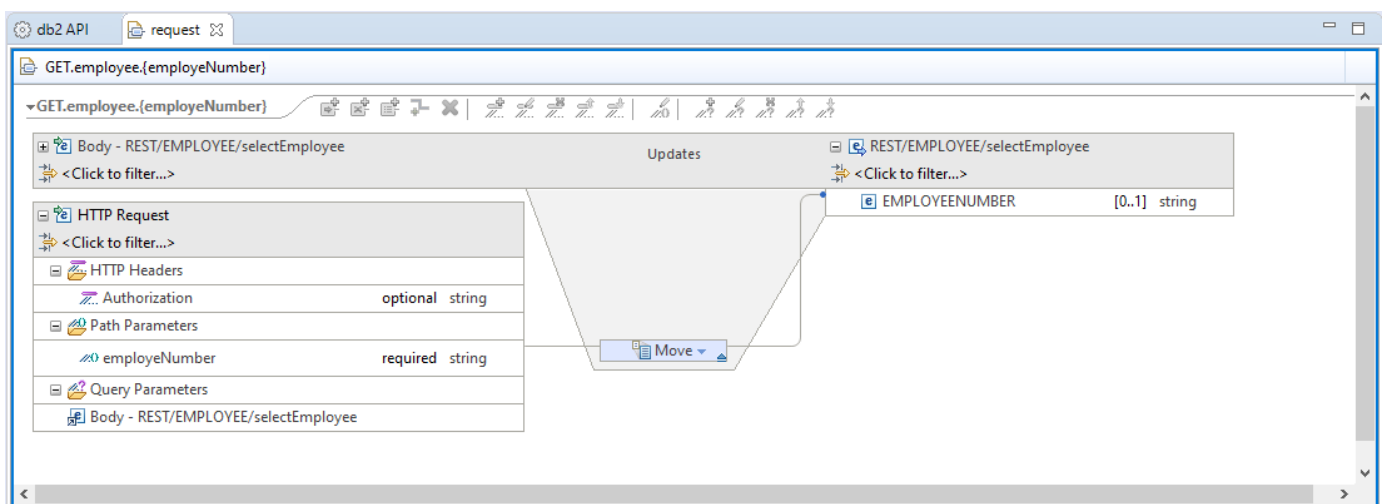 db2 API request
GET.employee.{employeNumber}
GET.employee.{employeNumber}
Body - REST/EMPLOYEE/selectEmployee
<Click to filter...>
Updates
REST/EMPLOYEE/selectEmployee
<Click to filter...>
EMPLOYEENUMBER [0..1] string
HTTP Request
<Click to filter...>
HTTP Headers
Authorization optional string
Path Parameters
employeNumber required string
Move
Query Parameters
Body - REST/EMPLOYEE/selectEmployee